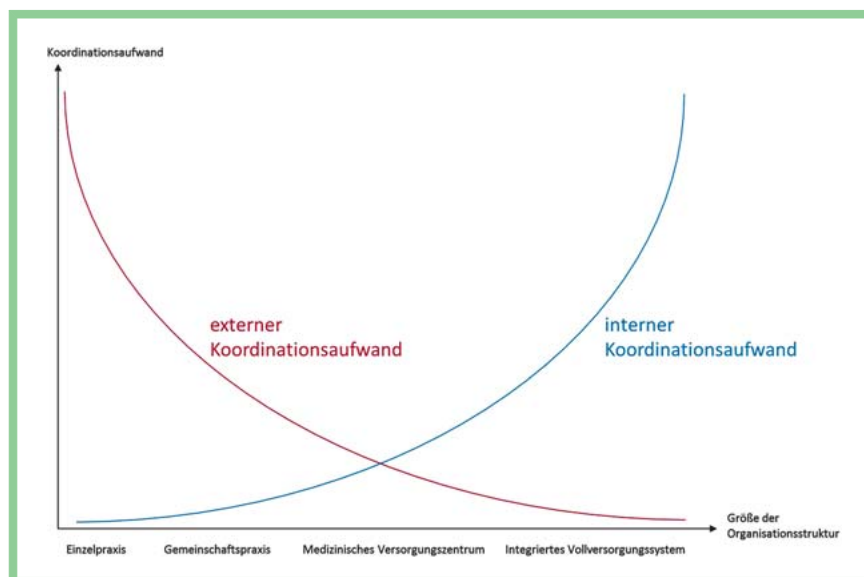 Koordinationsaufwand
externer
Koordinationsaufwand
interner
Koordinationsaufwand
Größe der
Organisationsstruktur
Einzelpraxis Gemeinschaftspraxis Medizinisches Versorgungszentrum Integriertes Vollversorgungssystem